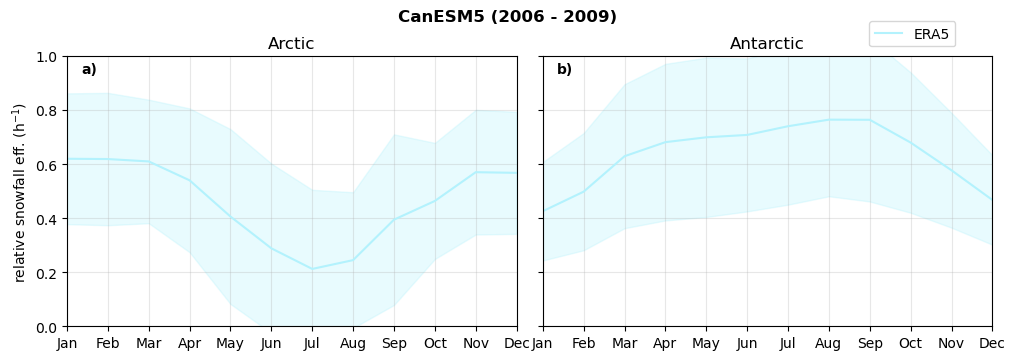 CanESM5 (2006 - 2009)
ERA5
Arctic
Antarctic
a)
b)
relative snowfall eff. (h⁻¹)
1.0
0.8
0.6
0.4
0.2
0.0
Jan Feb Mar Apr May Jun Jul Aug Sep Oct Nov Dec
Jan Feb Mar Apr May Jun Jul Aug Sep Oct Nov Dec